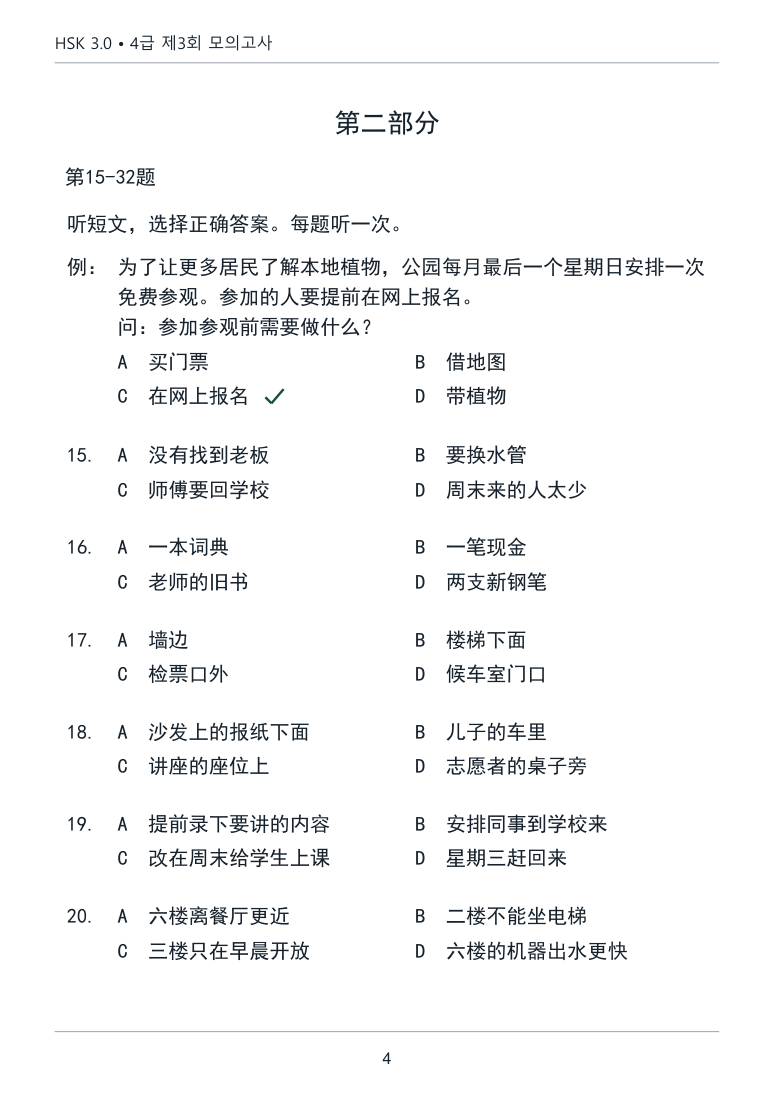 HSK 3.0 • 4급 제3회 모의고사
第二部分
第15-32题
听短文，选择正确答案。每题听一次。
例： 为了让更多居民了解本地植物，公园每月最后一个星期日安排一次
免费参观。参加的人要提前在网上报名。
问：参加参观前需要做什么？
A 买门票 B 借地图
C 在网上报名 ✓ D 带植物
15. A 没有找到老板 B 要换水管
C 师傅要回学校 D 周末来的人太少
16. A 一本词典 B 一笔现金
C 老师的旧书 D 两支新钢笔
17. A 墙边 B 楼梯下面
C 检票口外 D 候车室门口
18. A 沙发上的报纸下面 B 儿子的车里
C 讲座的座位上 D 志愿者的桌子旁
19. A 提前录下要讲的内容 B 安排同事到学校来
C 改在周末给学生上课 D 星期三赶回来
20. A 六楼离餐厅更近 B 二楼不能坐电梯
C 三楼只在早晨开放 D 六楼的机器出水更快
4